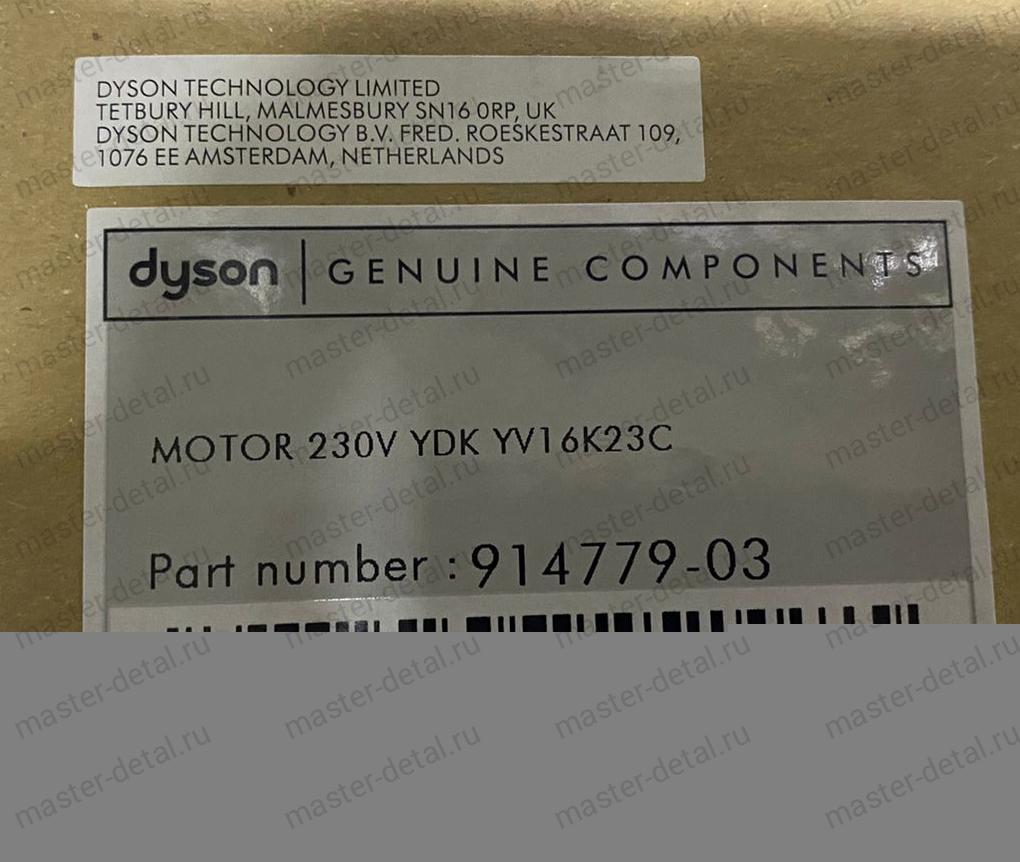 DYSON TECHNOLOGY LIMITED
TETBURY HILL, MALMESBURY SN16 0RP, UK
DYSON TECHNOLOGY B.V. FRED. ROESKESTRAAT 109,
1076 EE AMSTERDAM, NETHERLANDS
dyson | GENUINE COMPONENTS
MOTOR 230V YDK YV16K23C
Part number : 914779-03
master-detal.ru